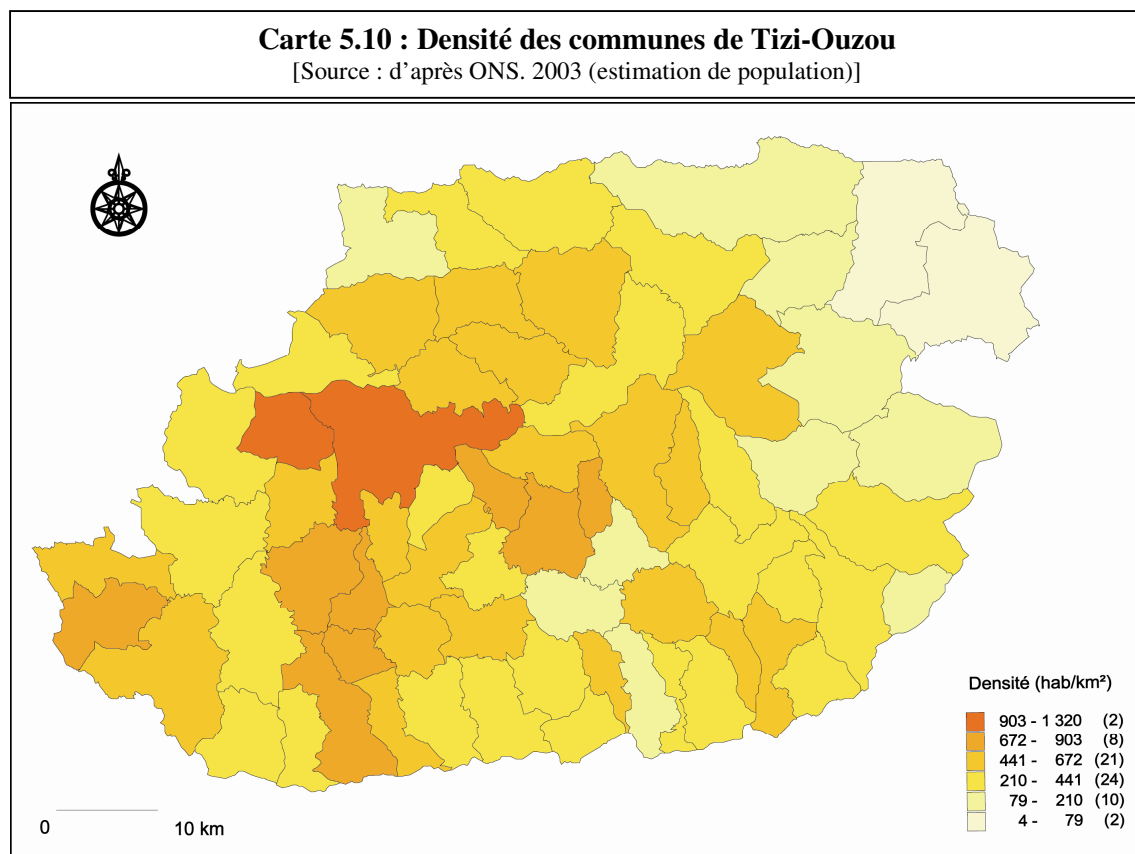 Carte 5.10 : Densité des communes de Tizi-Ouzou
[Source : d'après ONS. 2003 (estimation de population)]
Densité (hab/km²)
903 - 1 320 (2)
672 - 903 (8)
441 - 672 (21)
210 - 441 (24)
79 - 210 (10)
4 - 79 (2)
0 10 km